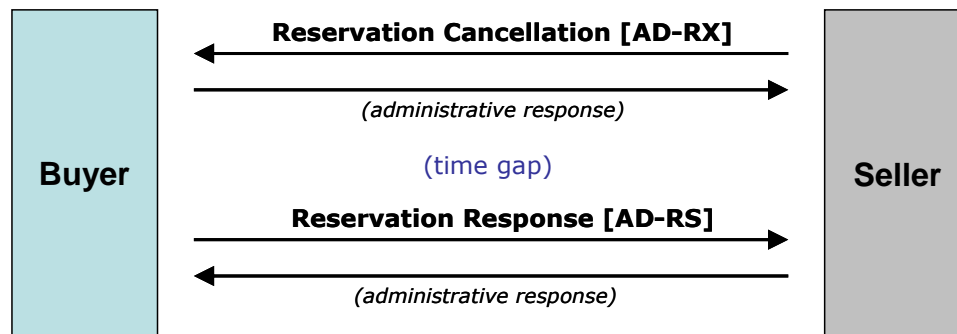 Reservation Cancellation [AD-RX]
(administrative response)
Buyer
(time gap)
Seller
Reservation Response [AD-RS]
(administrative response)